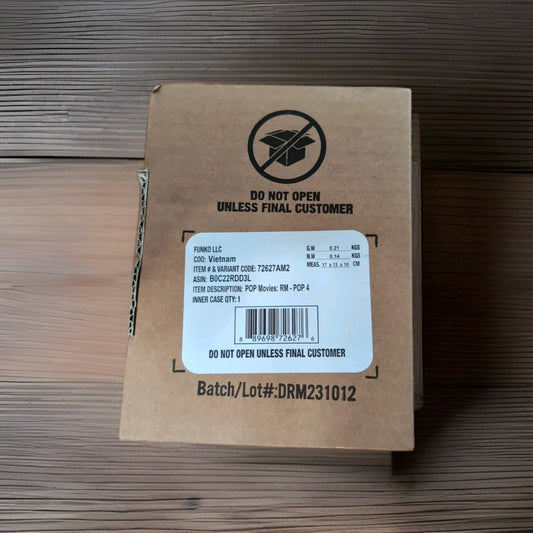 DO NOT OPEN
UNLESS FINAL CUSTOMER
FUNKO LLC
COO: Vietnam
ITEM # & VARIANT CODE: 72627AM2
ASIN: B0C22RDD3L
ITEM DESCRIPTION: POP Movies: RM - POP 4
INNER CASE QTY: 1
G.W 0.21 KGS
N.W 0.14 KGS
MEAS. 17 x 13 x 10 CM
8 89698 72627 6
DO NOT OPEN UNLESS FINAL CUSTOMER
Batch/Lot#:DRM231012